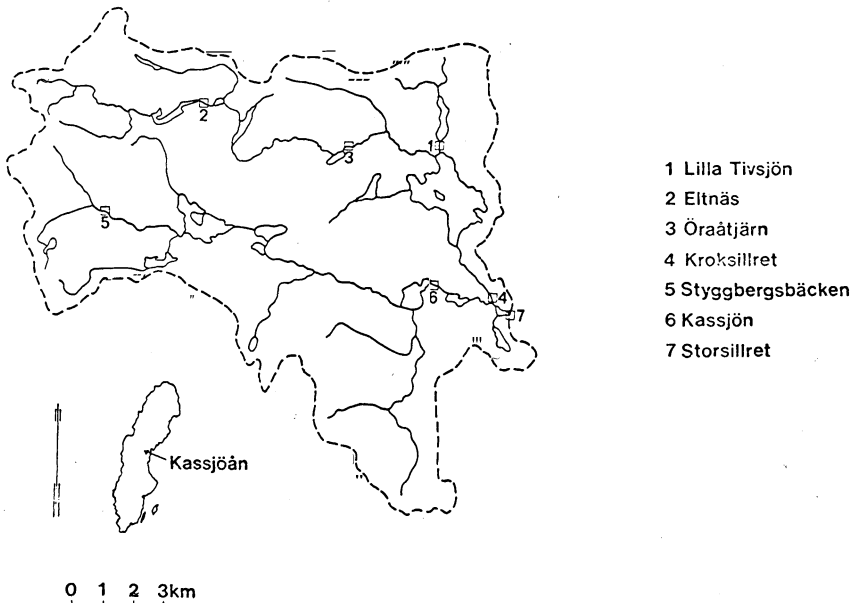 2
1
3
5
6
4
7
1 Lilla Tivsjön
2 Eltnäs
3 Öraåtjärn
4 Kroksillret
5 Styggbergsbäcken
6 Kassjön
7 Storsillret
Kassjöån
0 1 2 3km